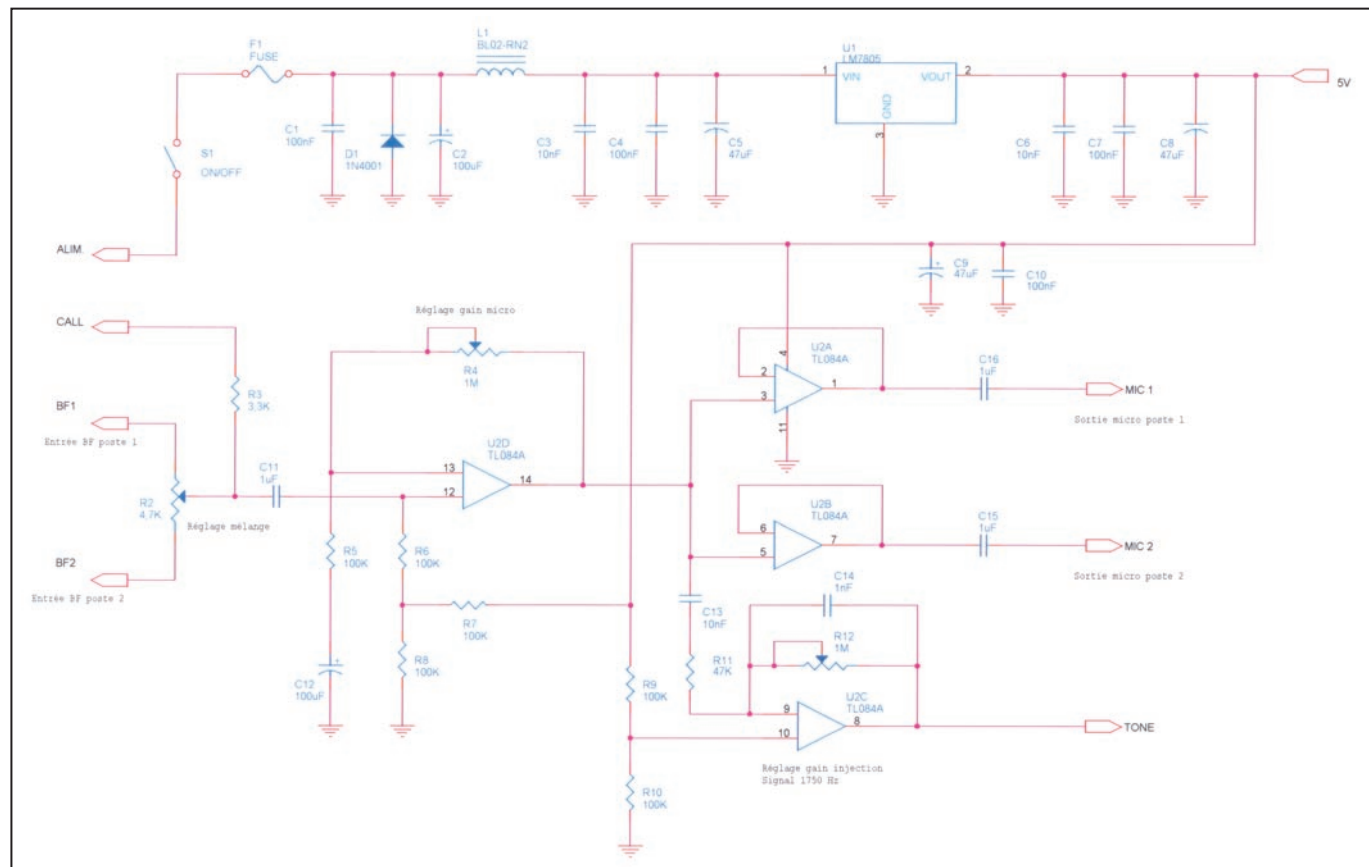 F1
FUSE
L1
BL02-RN2
U1
LM7805
1
VIN
VOUT
2
GND
3
5V
C1
100nF
D1
1N4001
C2
100uF
C3
10nF
C4
100nF
C5
47uF
C6
10nF
C7
100nF
C8
47uF
S1
ON/OFF
ALIM.
C9
47uF
C10
100nF
CALL
Réglage gain micro
R4
1M
R3
3,3K
BF1
Entrée BF poste 1
R2
4,7K
Réglage mélange
BF2
Entrée BF poste 2
C11
1uF
U2D
TL084A
13
12
14
U2A
TL084A
4
2
3
1
11
C16
1uF
MIC 1
Sortie micro poste 1
U2B
TL084A
6
5
7
C15
1uF
MIC 2
Sortie micro poste 2
R5
100K
R6
100K
R7
100K
R8
100K
C12
100uF
C13
10nF
R11
47K
C14
1nF
R12
1M
R9
100K
U2C
TL084A
9
10
8
TONE
Réglage gain injection
Signal 1750 Hz
R10
100K